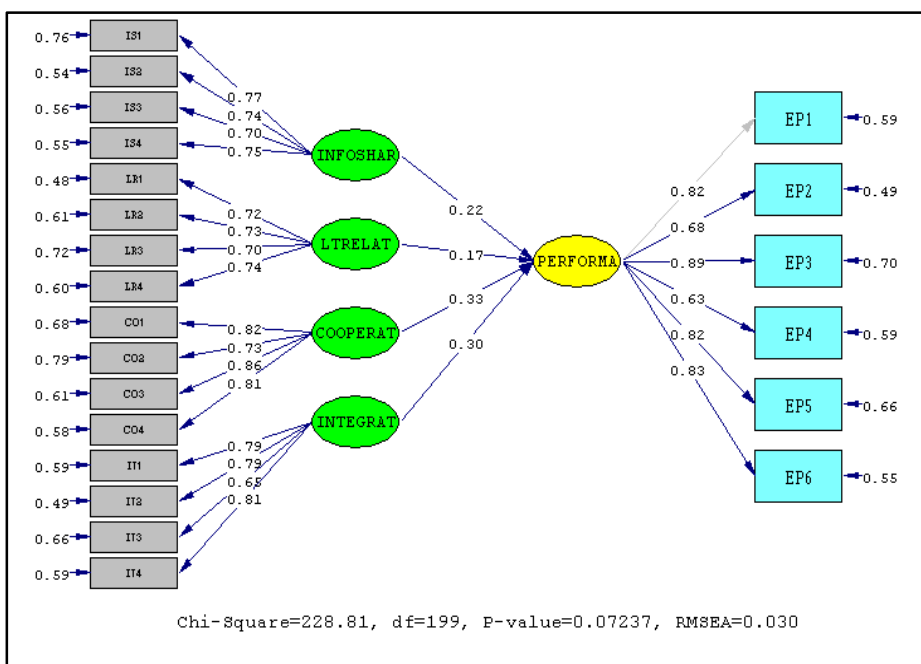 0.76 IS1
0.54 IS2
0.56 IS3
0.55 IS4
0.48 LR1
0.61 LR2
0.72 LR3
0.60 LR4
0.68 CO1
0.79 CO2
0.61 CO3
0.58 CO4
0.59 IT1
0.49 IT2
0.66 IT3
0.59 IT4
0.77
0.74
0.70
0.75
0.72
0.73
0.70
0.74
0.82
0.73
0.86
0.81
0.79
0.79
0.65
0.81
INFOSHAR
LTRELAT
COOPERAT
INTEGRAT
0.22
0.17
0.33
0.30
PERFORMA
0.82
0.68
0.89
0.63
0.82
0.83
EP1 0.59
EP2 0.49
EP3 0.70
EP4 0.59
EP5 0.66
EP6 0.55
Chi-Square=228.81, df=199, P-value=0.07237, RMSEA=0.030